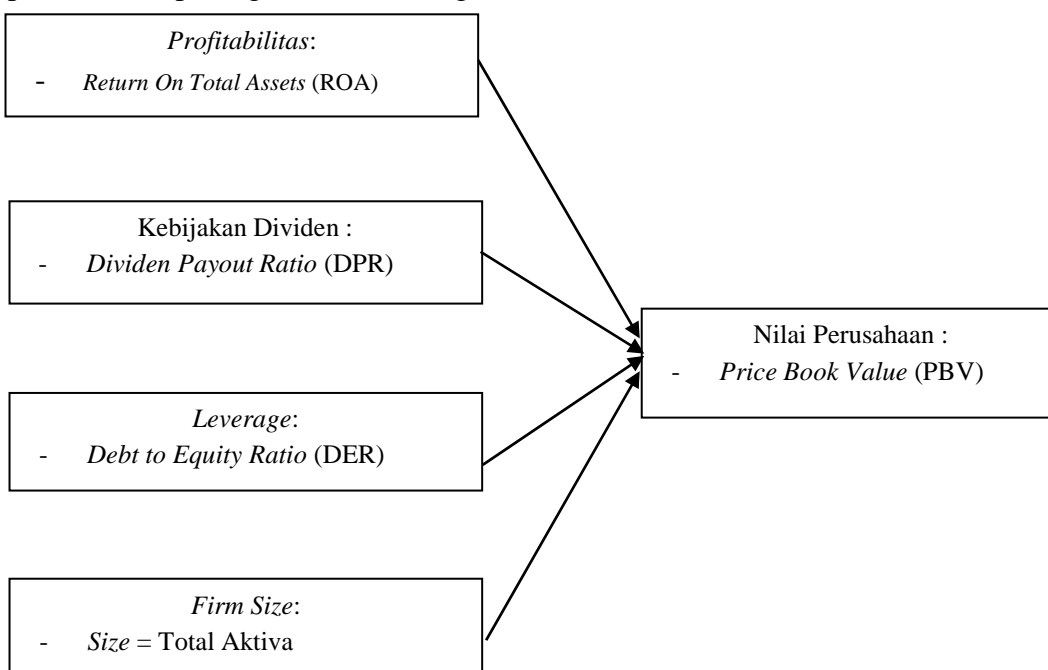 Profitabilitas:
- Return On Total Assets (ROA)
Kebijakan Dividen :
- Dividen Payout Ratio (DPR)
Nilai Perusahaan :
- Price Book Value (PBV)
Leverage:
- Debt to Equity Ratio (DER)
Firm Size:
- Size = Total Aktiva